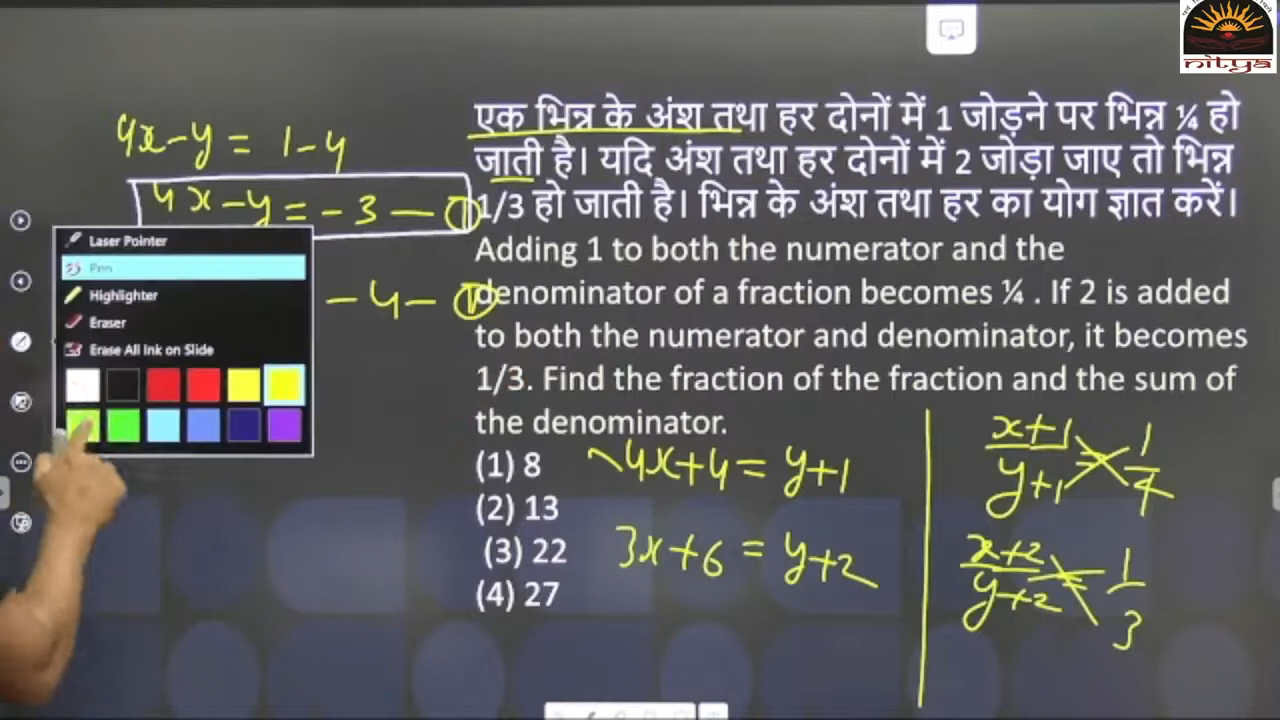 nitya
4x-y = 1-4
4x-y = -3 — ①
-4 — ⑪
एक भिन्न के अंश तथा हर दोनों में 1 जोड़ने पर भिन्न ¼ हो
जाती है। यदि अंश तथा हर दोनों में 2 जोड़ा जाए तो भिन्न
1/3 हो जाती है। भिन्न के अंश तथा हर का योग ज्ञात करें।
Adding 1 to both the numerator and the
denominator of a fraction becomes ¼ . If 2 is added
to both the numerator and denominator, it becomes
1/3. Find the fraction of the fraction and the sum of
the denominator.
(1) 8
(2) 13
(3) 22
(4) 27
4x+4 = y+1
3x+6 = y+2
x+1/y+1 = 1/4
x+2/y+2 = 1/3
Laser Pointer
Pen
Highlighter
Eraser
Erase All Ink on Slide